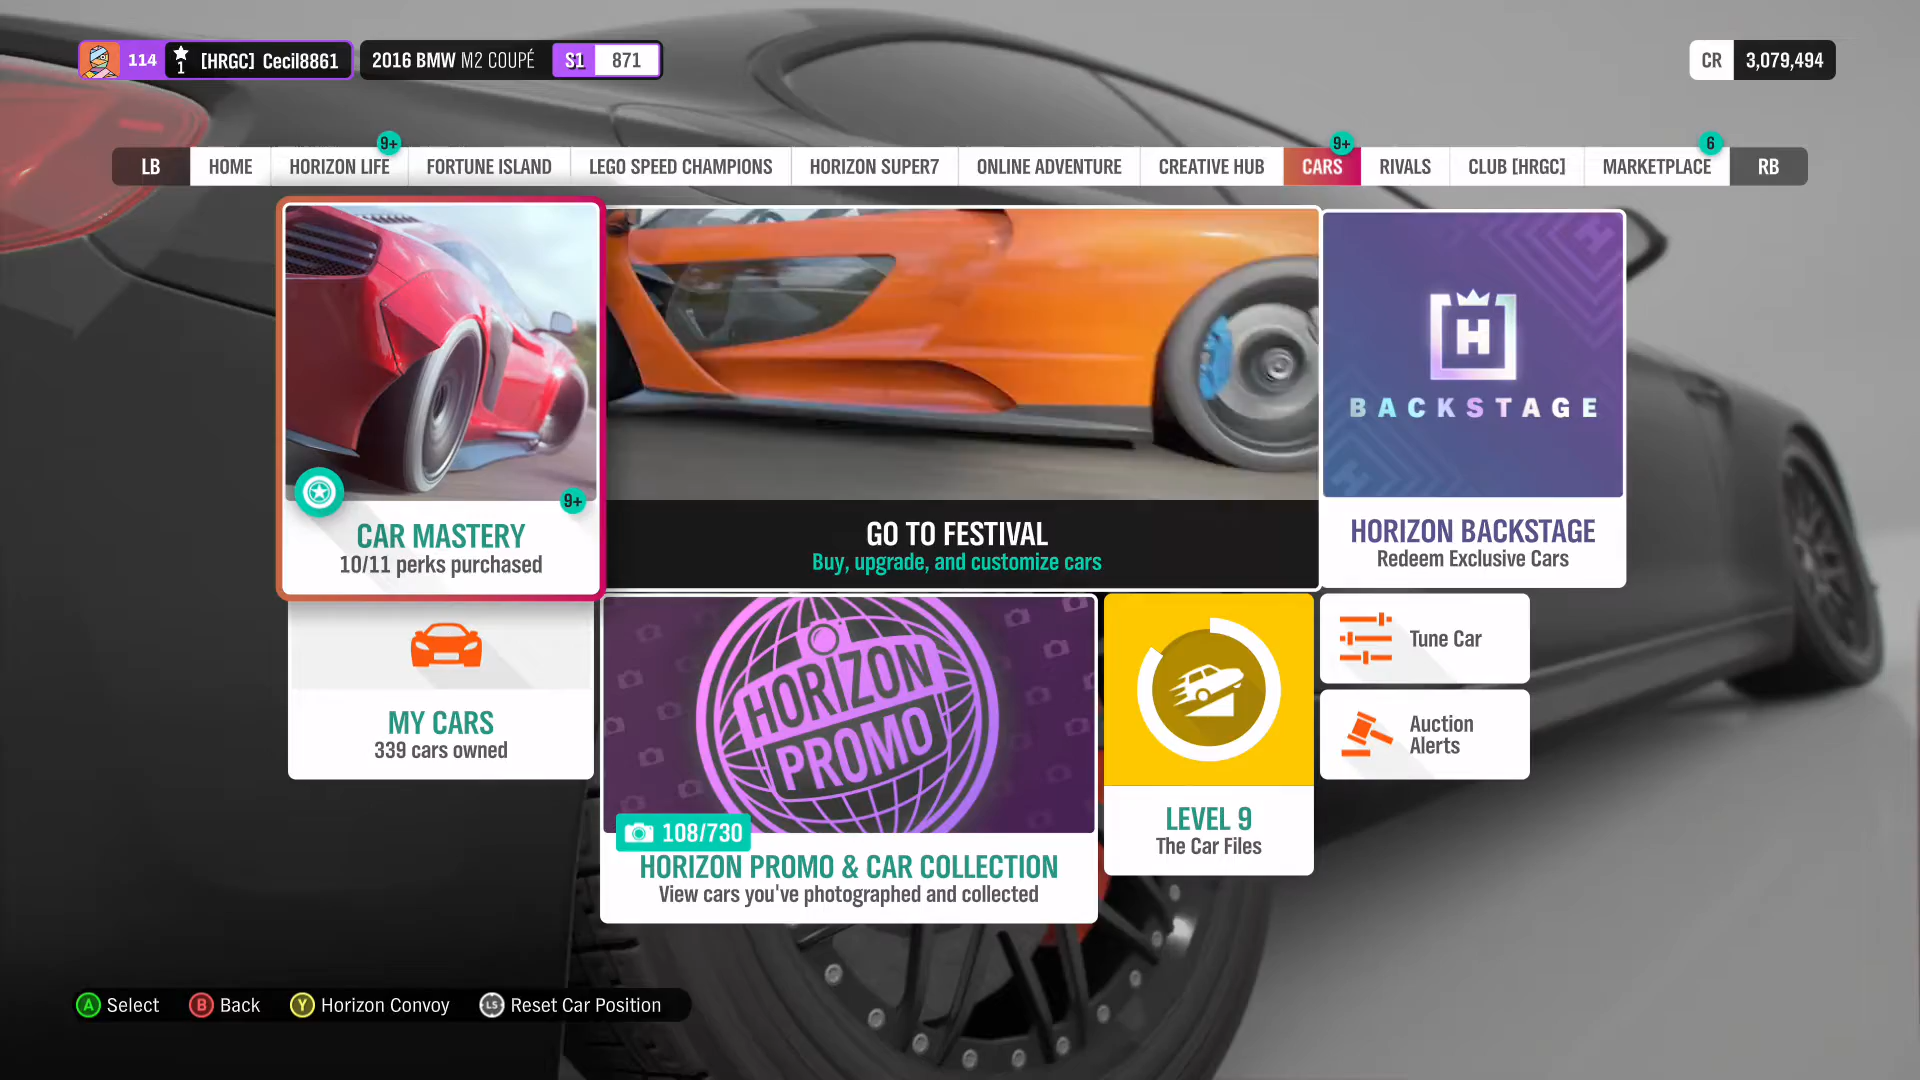 114
1
[HRGC] Cecil8861
2016 BMW M2 COUPÉ
S1 871
CR 3,079,494
9+
9+
6
LB HOME HORIZON LIFE FORTUNE ISLAND LEGO SPEED CHAMPIONS HORIZON SUPER7 ONLINE ADVENTURE CREATIVE HUB CARS RIVALS CLUB [HRGC] MARKETPLACE RB
9+
CAR MASTERY
10/11 perks purchased
GO TO FESTIVAL
Buy, upgrade, and customize cars
H
BACKSTAGE
HORIZON BACKSTAGE
Redeem Exclusive Cars
MY CARS
339 cars owned
HORIZON
PROMO
108/730
HORIZON PROMO & CAR COLLECTION
View cars you've photographed and collected
LEVEL 9
The Car Files
Tune Car
Auction
Alerts
A Select B Back Y Horizon Convoy LS Reset Car Position